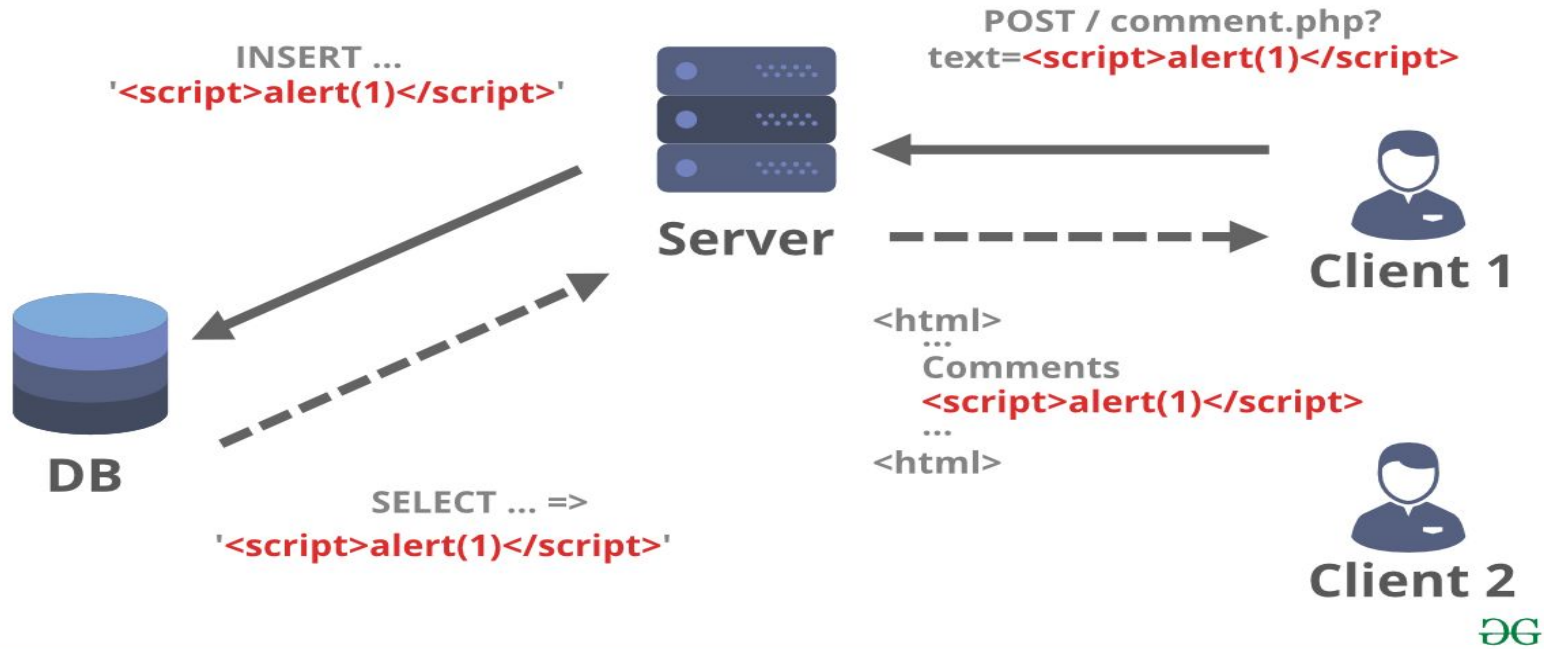 INSERT ...
'<script>alert(1)</script>'
POST / comment.php?
text=<script>alert(1)</script>
Server
Client 1
<html>
...
Comments
<script>alert(1)</script>
...
<html>
DB
SELECT ... =>
'<script>alert(1)</script>'
Client 2